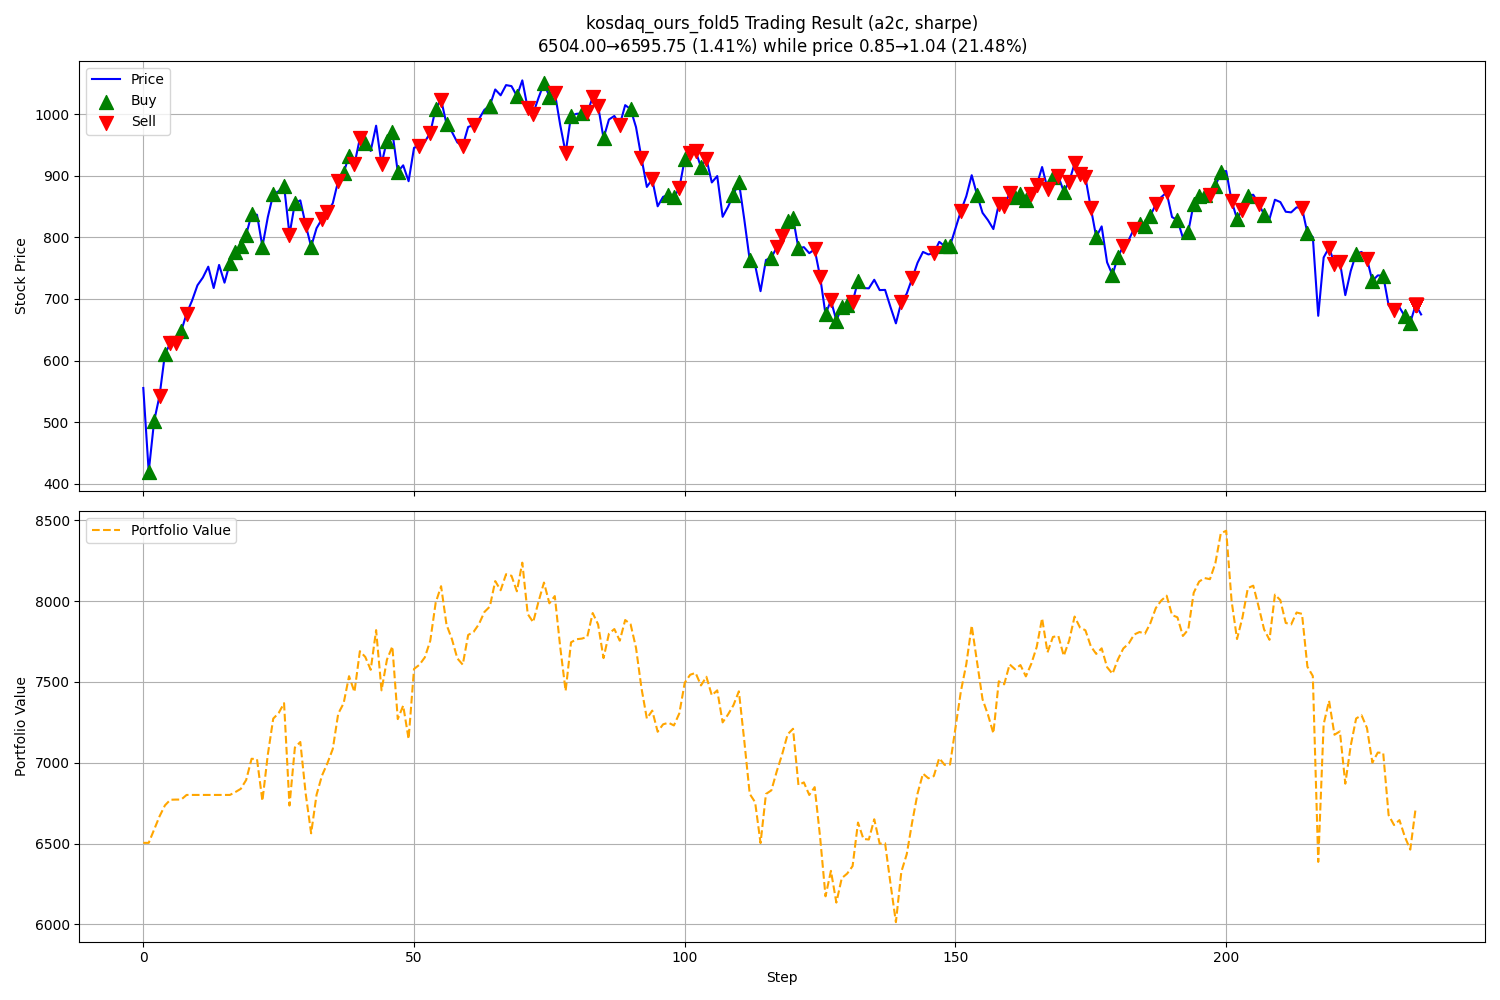 kosdaq_ours_fold5 Trading Result (a2c, sharpe)
6504.00→6595.75 (1.41%) while price 0.85→1.04 (21.48%)
Price
Buy
Sell
Stock Price
1000
900
800
700
600
500
400
Portfolio Value
Portfolio Value
8500
8000
7500
7000
6500
6000
0
50
100
150
200
Step